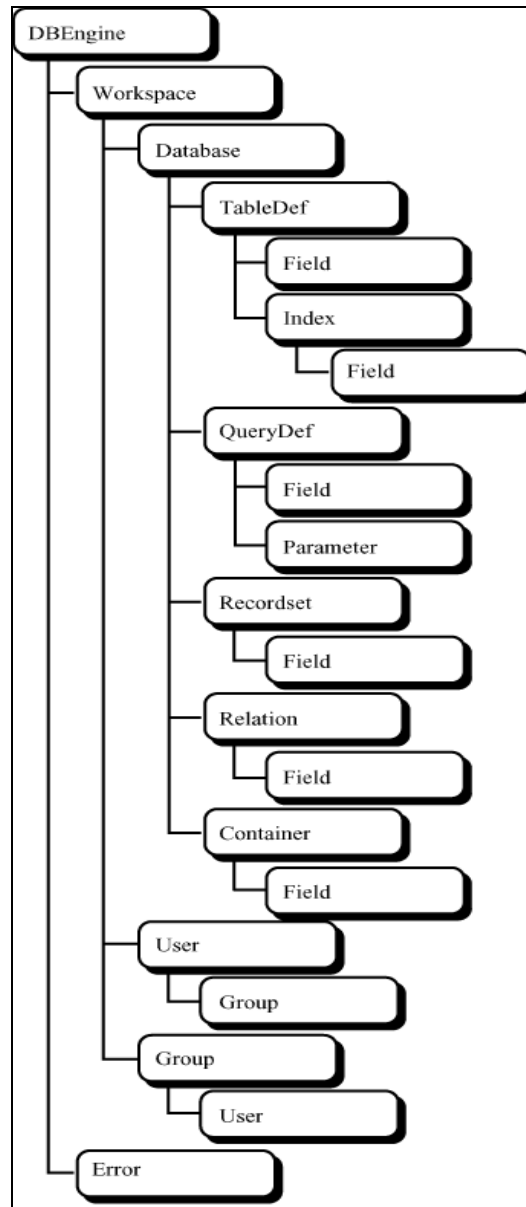 DBEngine
Workspace
Database
TableDef
Field
Index
Field
QueryDef
Field
Parameter
Recordset
Field
Relation
Field
Container
Field
User
Group
Group
User
Error